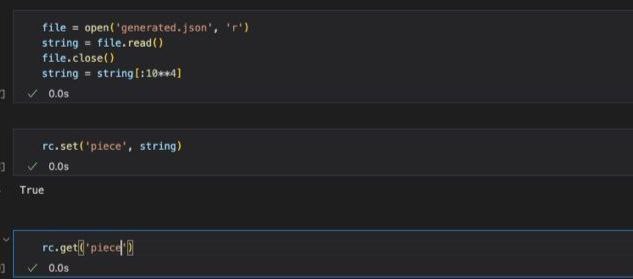 file = open('generated.json', 'r')
string = file.read()
file.close()
string = string[:10**4]
0.0s
rc.set('piece', string)
0.0s
True
rc.get('piece')
0.0s